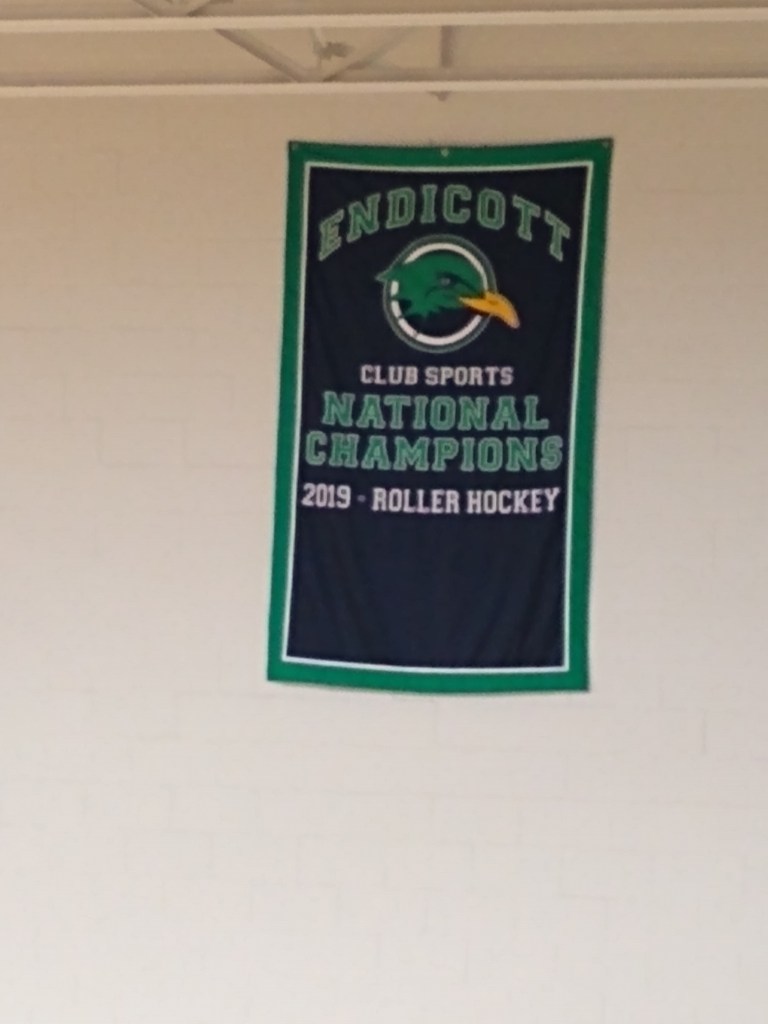 ENDICOTT
CLUB SPORTS
NATIONAL
CHAMPIONS
2019 - ROLLER HOCKEY